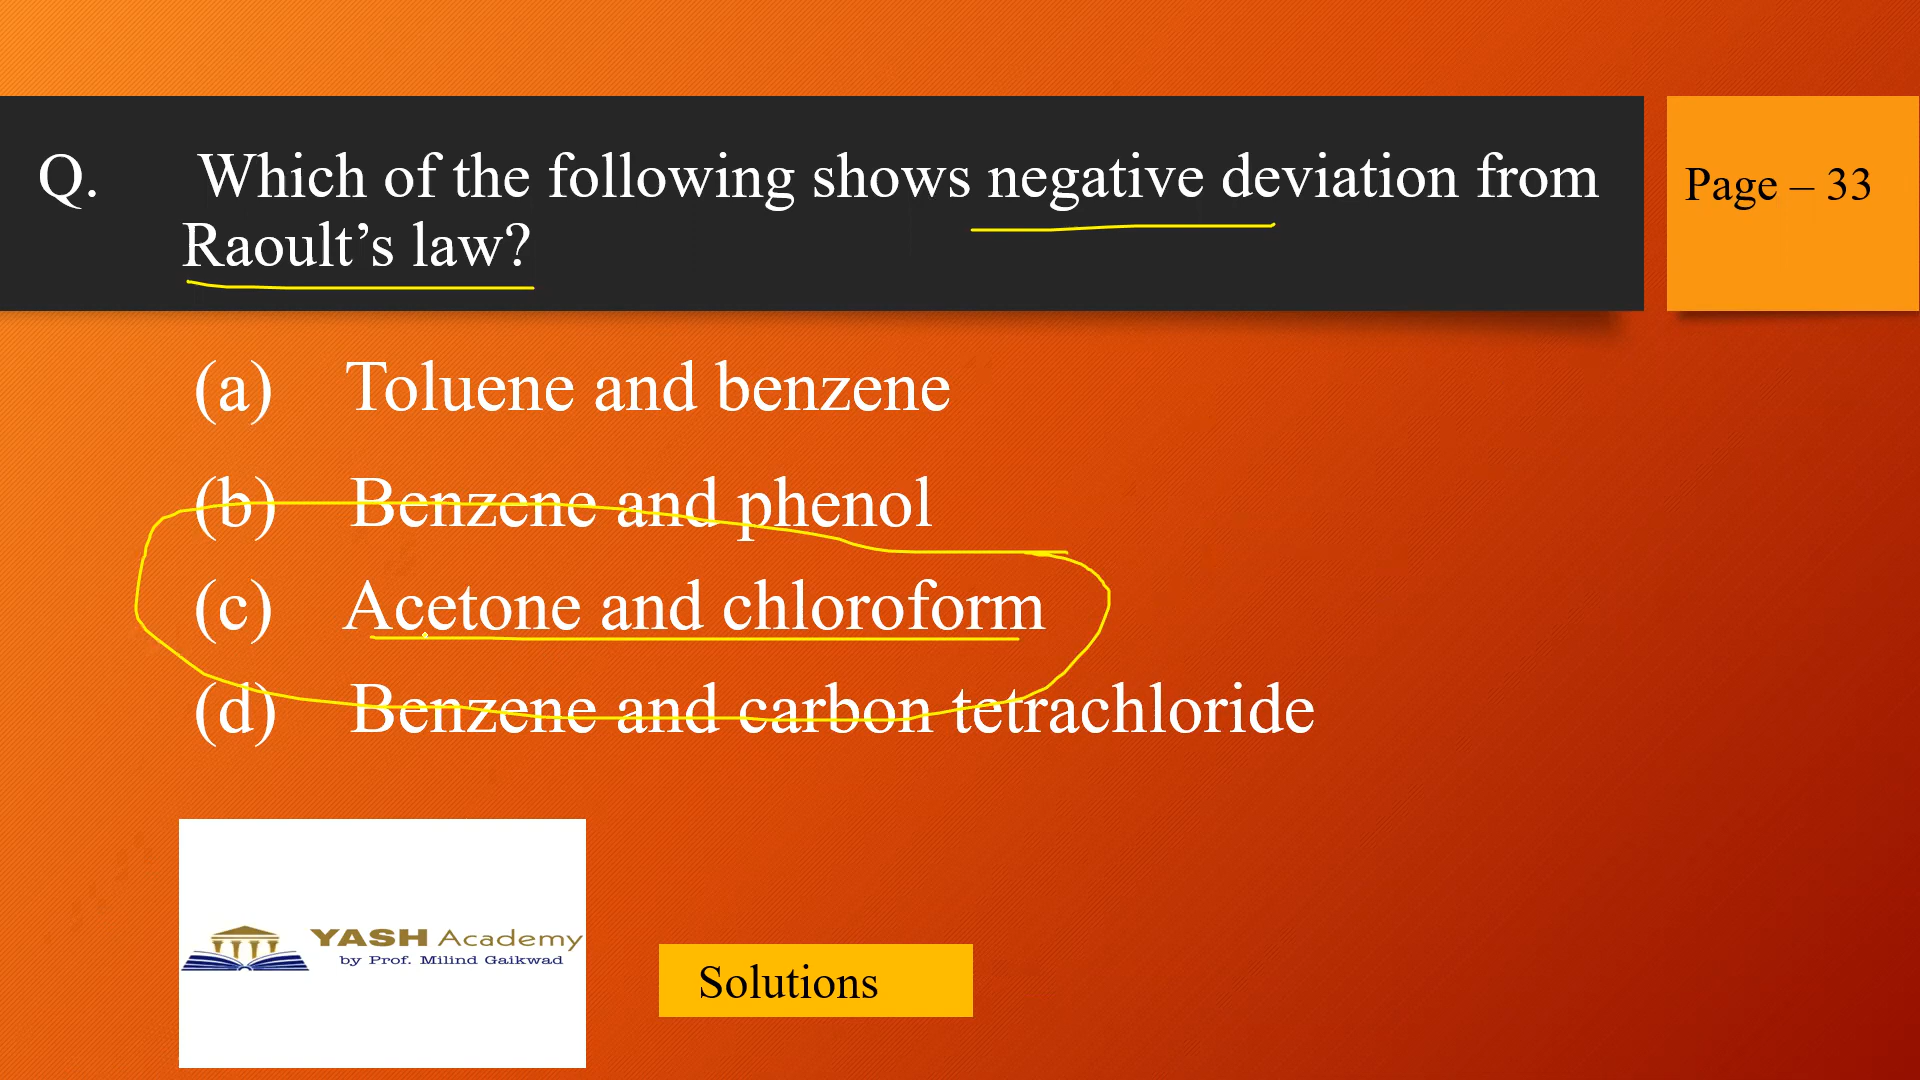 Q. Which of the following shows negative deviation from
Raoult’s law?
Page – 33
(a) Toluene and benzene
(b) Benzene and phenol
(c) Acetone and chloroform
(d) Benzene and carbon tetrachloride
YASH Academy
by Prof. Milind Gaikwad
Solutions